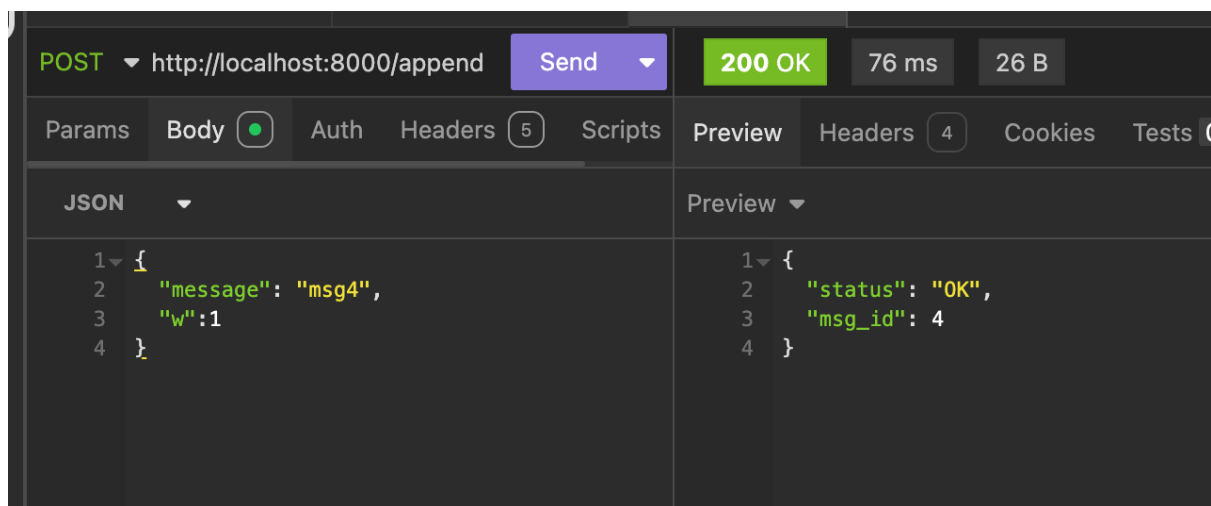 POST http://localhost:8000/append Send 200 OK 76 ms 26 B
Params Body Auth Headers 5 Scripts Preview Headers 4 Cookies Tests
JSON Preview
1 {
2 "message": "msg4",
3 "w":1
4 }
1 {
2 "status": "OK",
3 "msg_id": 4
4 }